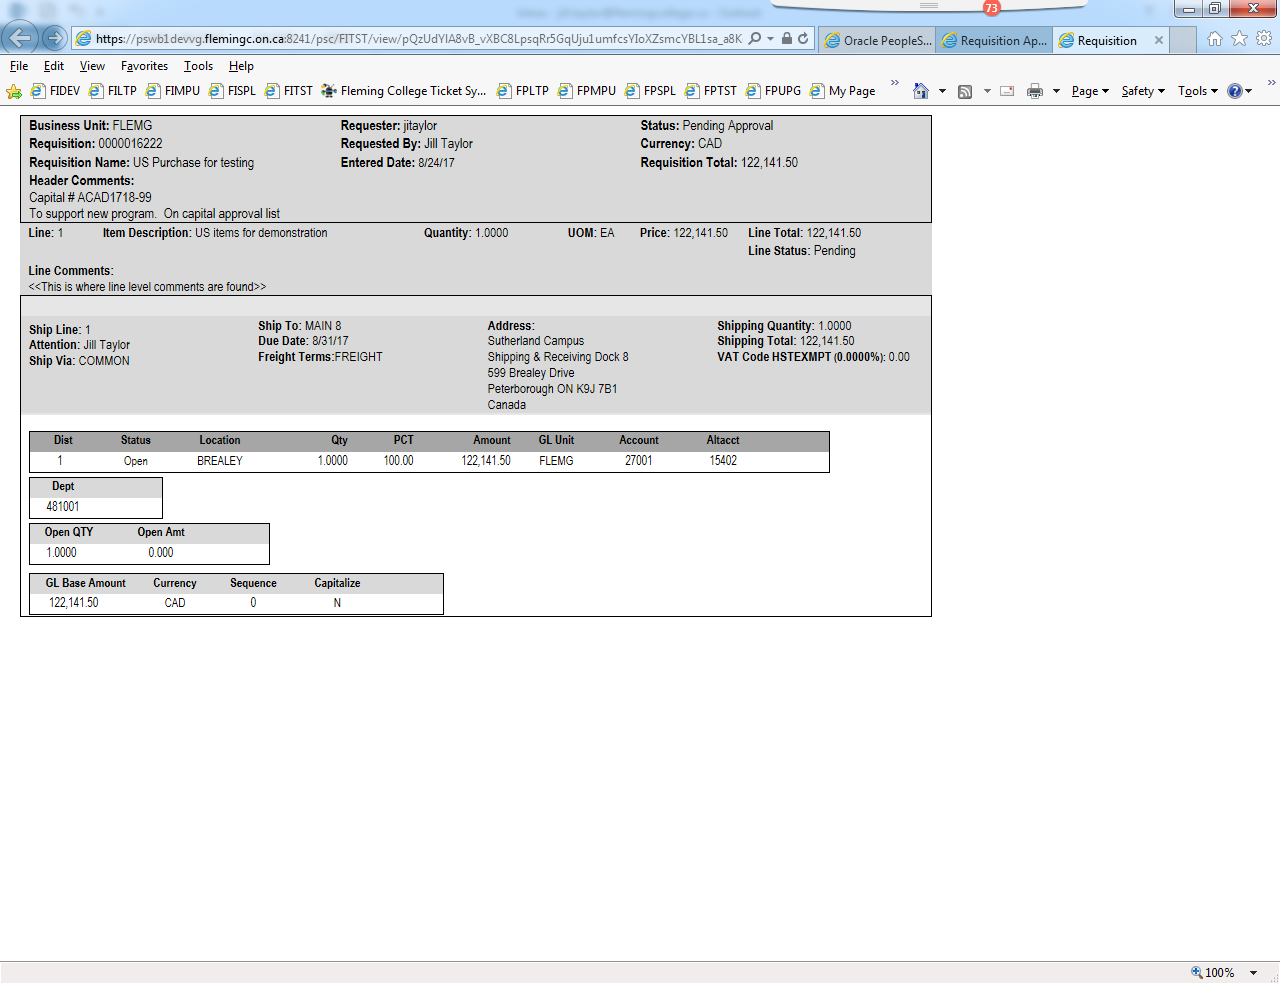 73
https://pswb1devvg.flemingc.on.ca:8241/psc/FITST/view/pQzUdYIA8vB_vXBC8LpsqRr5GqUju1umfcsYIoXZsmcYBL1sa_a8K
Oracle PeopleS... Requisition Ap... Requisition
File Edit View Favorites Tools Help
FIDEV FILTP FIMPU FISPL FITST Fleming College Ticket Sy... FPLTP FPMPU FPSPL FPTST FPUPG My Page » Page Safety Tools »
Business Unit: FLEMG Requester: jitaylor Status: Pending Approval
Requisition: 0000016222 Requested By: Jill Taylor Currency: CAD
Requisition Name: US Purchase for testing Entered Date: 8/24/17 Requisition Total: 122,141.50
Header Comments:
Capital # ACAD1718-99
To support new program. On capital approval list
Line: 1 Item Description: US items for demonstration Quantity: 1.0000 UOM: EA Price: 122,141.50 Line Total: 122,141.50
Line Status: Pending
Line Comments:
<<This is where line level comments are found>>
Ship Line: 1 Ship To: MAIN 8 Address: Shipping Quantity: 1.0000
Attention: Jill Taylor Due Date: 8/31/17 Sutherland Campus Shipping Total: 122,141.50
Ship Via: COMMON Freight Terms:FREIGHT Shipping & Receiving Dock 8 VAT Code HSTEXMPT (0.0000%): 0.00
599 Brealey Drive
Peterborough ON K9J 7B1
Canada
Dist Status Location Qty PCT Amount GL Unit Account Altacct
1 Open BREALEY 1.0000 100.00 122,141.50 FLEMG 27001 15402
Dept
481001
Open QTY Open Amt
1.0000 0.000
GL Base Amount Currency Sequence Capitalize
122,141.50 CAD 0 N
100%